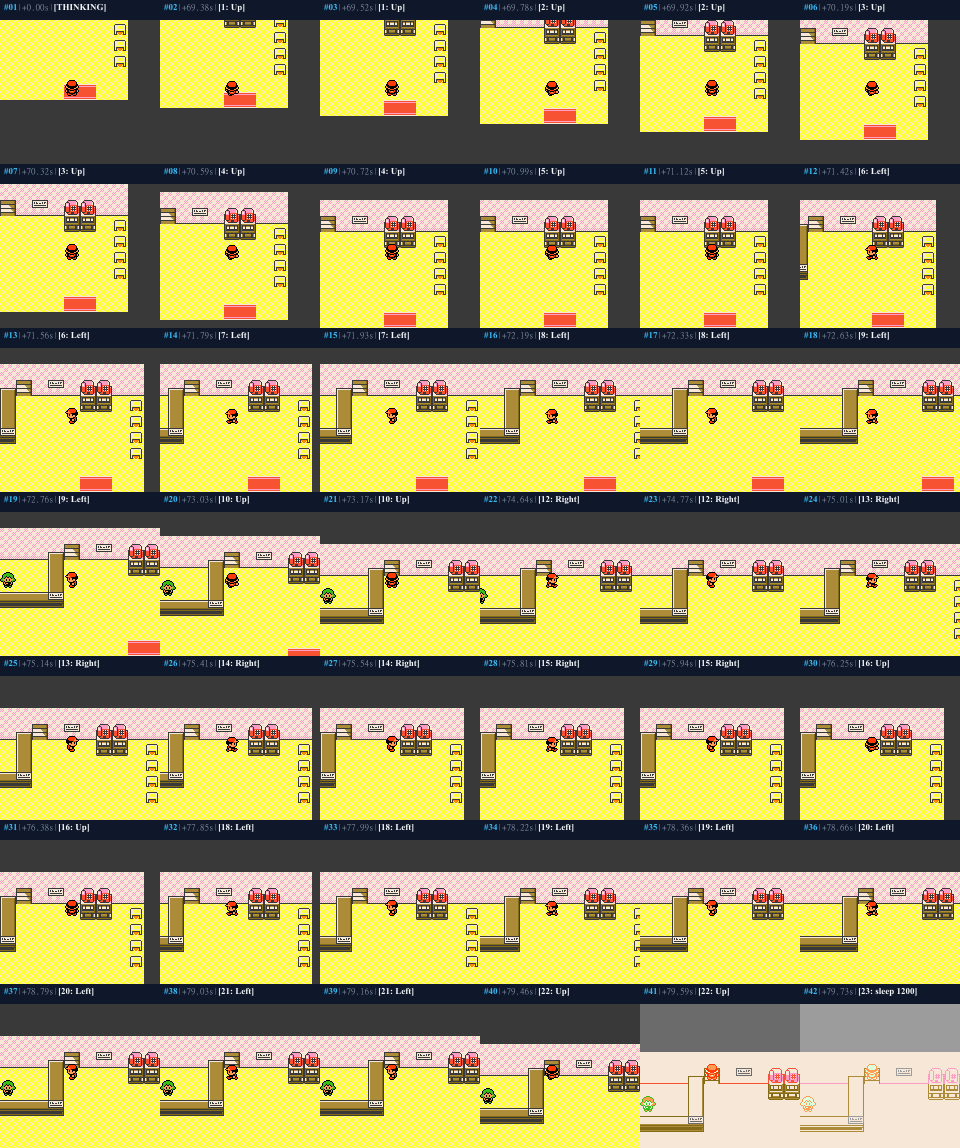 #01|+0.00s|[THINKING] #02|+69.38s|[1: Up] #03|+69.52s|[1: Up] #04|+69.78s|[2: Up] #05|+69.92s|[2: Up] #06|+70.19s|[3: Up]
#07|+70.32s|[3: Up] #08|+70.59s|[4: Up] #09|+70.72s|[4: Up] #10|+70.99s|[5: Up] #11|+71.12s|[5: Up] #12|+71.42s|[6: Left]
#13|+71.56s|[6: Left] #14|+71.79s|[7: Left] #15|+71.93s|[7: Left] #16|+72.19s|[8: Left] #17|+72.33s|[8: Left] #18|+72.63s|[9: Left]
#19|+72.76s|[9: Left] #20|+73.03s|[10: Up] #21|+73.17s|[10: Up] #22|+74.64s|[12: Right] #23|+74.77s|[12: Right] #24|+75.01s|[13: Right]
#25|+75.14s|[13: Right] #26|+75.41s|[14: Right] #27|+75.54s|[14: Right] #28|+75.81s|[15: Right] #29|+75.94s|[15: Right] #30|+76.25s|[16: Up]
#31|+76.38s|[16: Up] #32|+77.85s|[18: Left] #33|+77.99s|[18: Left] #34|+78.22s|[19: Left] #35|+78.36s|[19: Left] #36|+78.66s|[20: Left]
#37|+78.79s|[20: Left] #38|+79.03s|[21: Left] #39|+79.16s|[21: Left] #40|+79.46s|[22: Up] #41|+79.59s|[22: Up] #42|+79.73s|[23: sleep 1200]